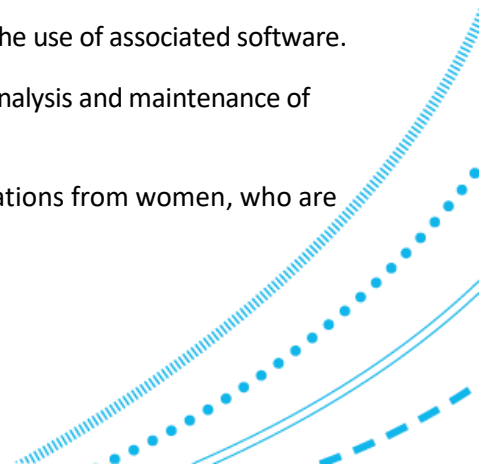 he use of associated software.
nalysis and maintenance of
ations from women, who are